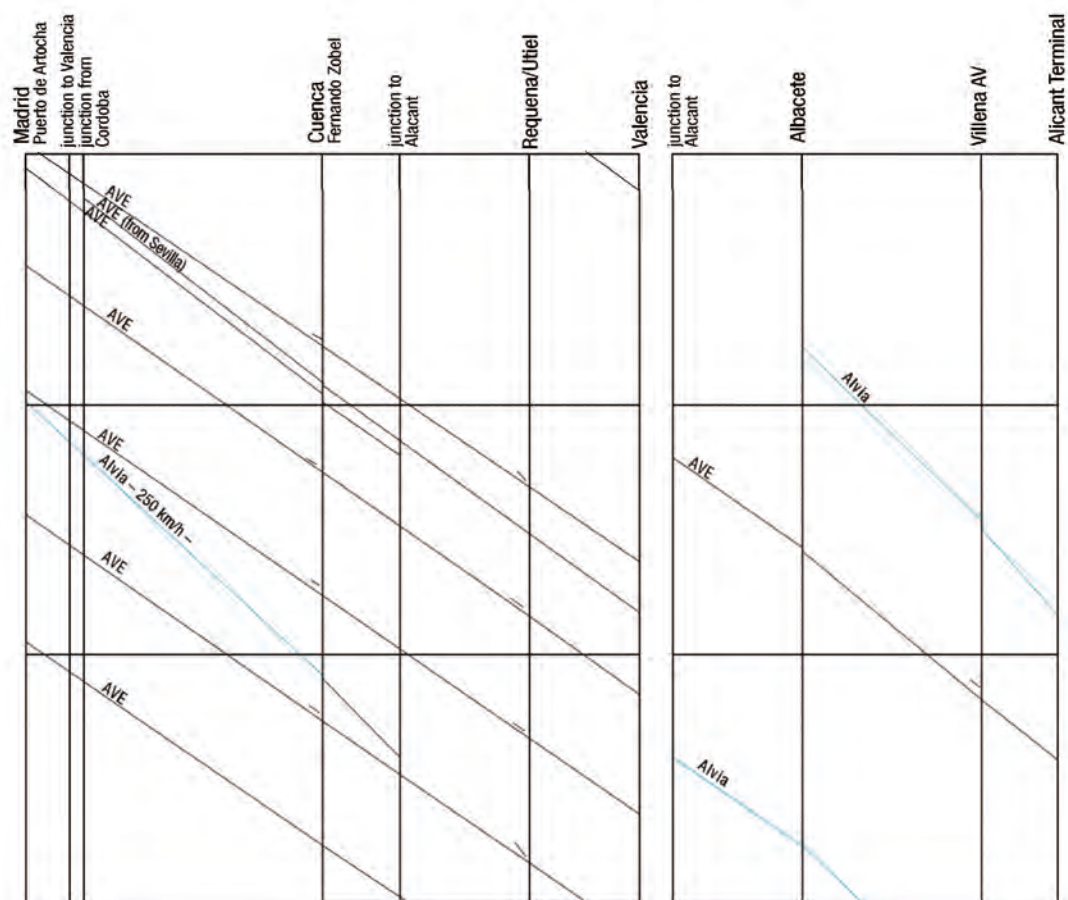 Madrid
Puerto de Artocha
junction to Valencia
junction from
Cordoba
Cuenca
Fernando Zobel
junction to
Alacant
Requena/Utiel
Valencia
junction to
Alacant
Albacete
Villena AV
Alicant Terminal
AVE
AVE (from Sevilla)
AVE
AVE
AVE
Alvia – 250 km/h –
AVE
AVE
Alvia
AVE
Alvia